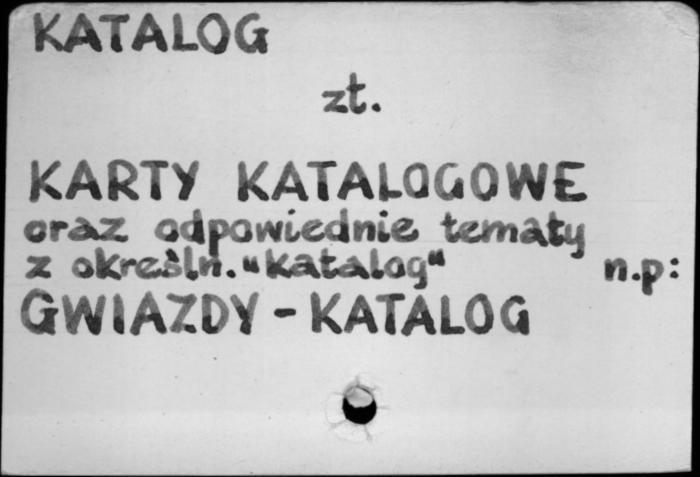 KATALOG
zt.
KARTY KATALOGOWE
oraz odpowiednie tematy
z określn. "katalog" n.p:
GWIAZDY - KATALOG